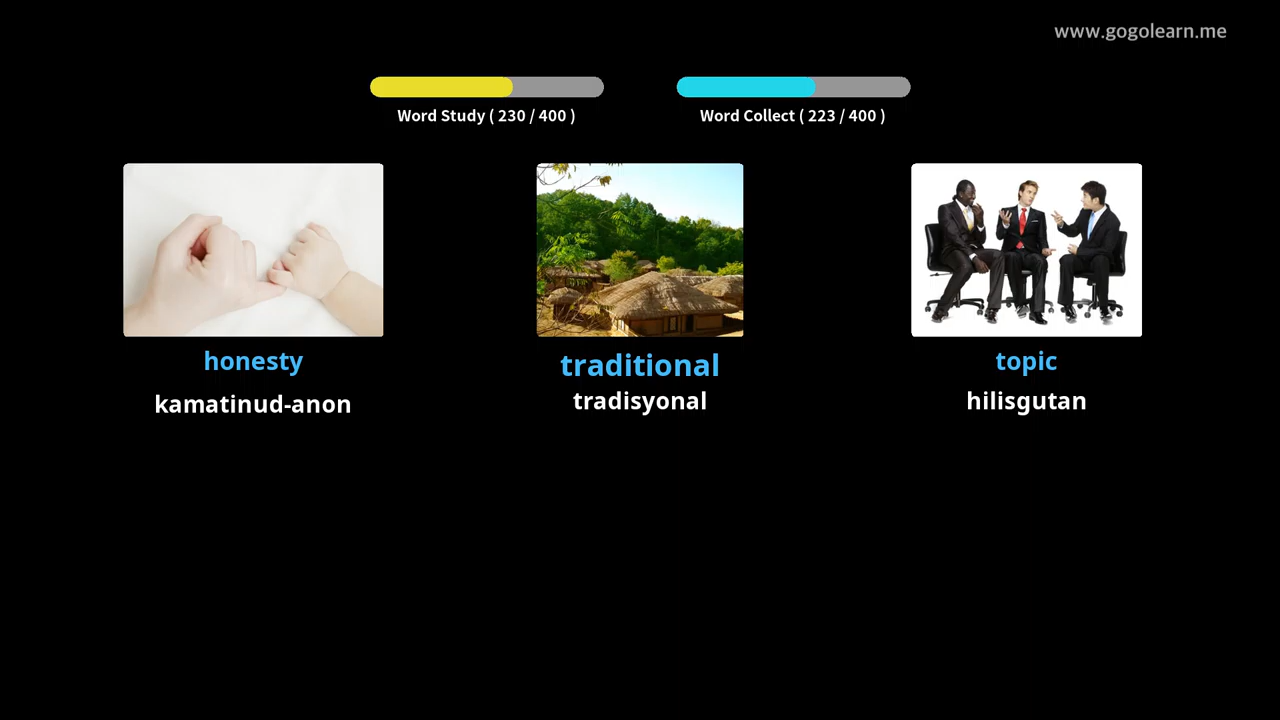 www.gogolearn.me
Word Study ( 230 / 400 )
Word Collect ( 223 / 400 )
honesty
kamatinud-anon
traditional
tradisyonal
topic
hilisgutan